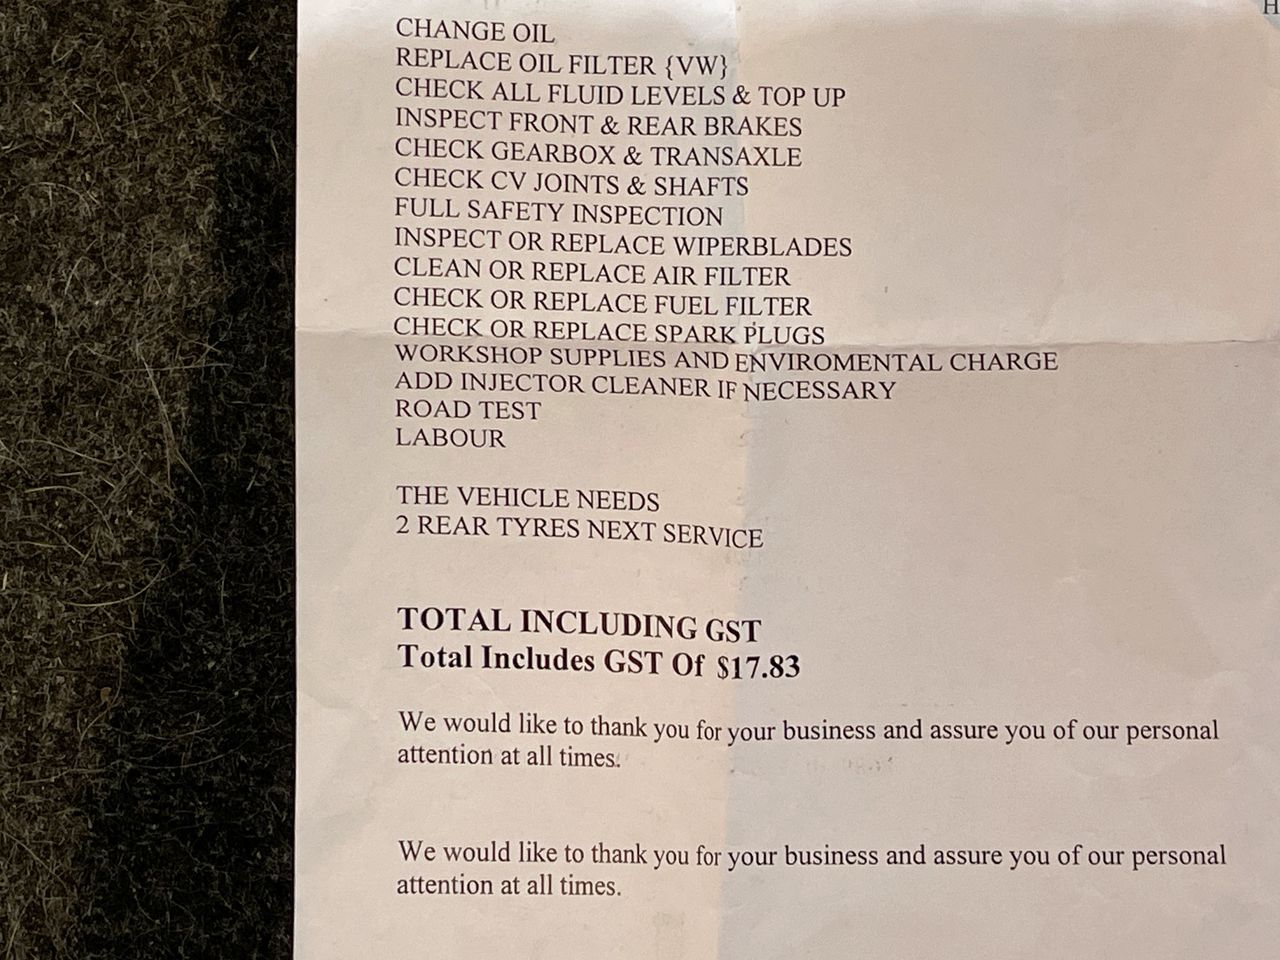 H
CHANGE OIL
REPLACE OIL FILTER {VW}
CHECK ALL FLUID LEVELS & TOP UP
INSPECT FRONT & REAR BRAKES
CHECK GEARBOX & TRANSAXLE
CHECK CV JOINTS & SHAFTS
FULL SAFETY INSPECTION
INSPECT OR REPLACE WIPERBLADES
CLEAN OR REPLACE AIR FILTER
CHECK OR REPLACE FUEL FILTER
CHECK OR REPLACE SPARK PLUGS
WORKSHOP SUPPLIES AND ENVIROMENTAL CHARGE
ADD INJECTOR CLEANER IF NECESSARY
ROAD TEST
LABOUR
THE VEHICLE NEEDS
2 REAR TYRES NEXT SERVICE
TOTAL INCLUDING GST
Total Includes GST Of $17.83
We would like to thank you for your business and assure you of our personal
attention at all times.
We would like to thank you for your business and assure you of our personal
attention at all times.